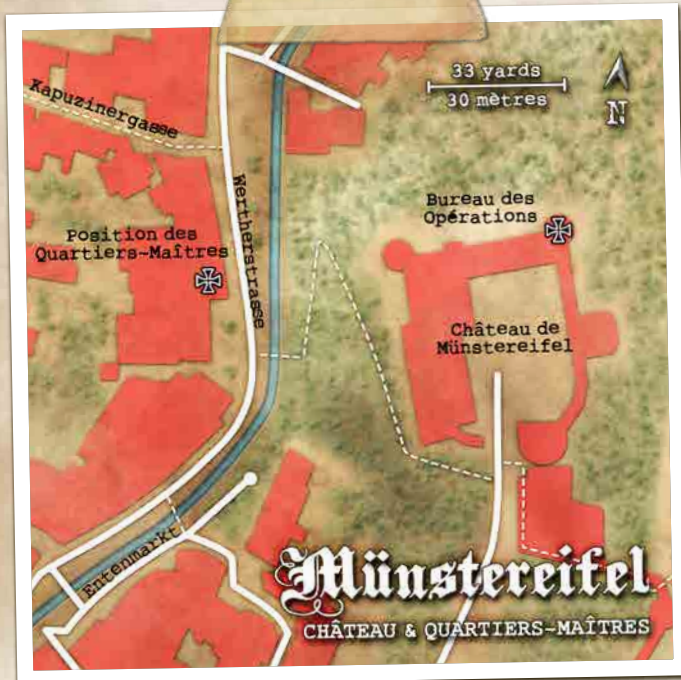 33 yards
30 mètres
N
Kapuzinergasse
Wertherstrasse
Bureau des
Opérations
Position des
Quartiers-Maîtres
Château de
Münstereifel
Entenmarkt
Münstereifel
CHÂTEAU & QUARTIERS-MAÎTRES